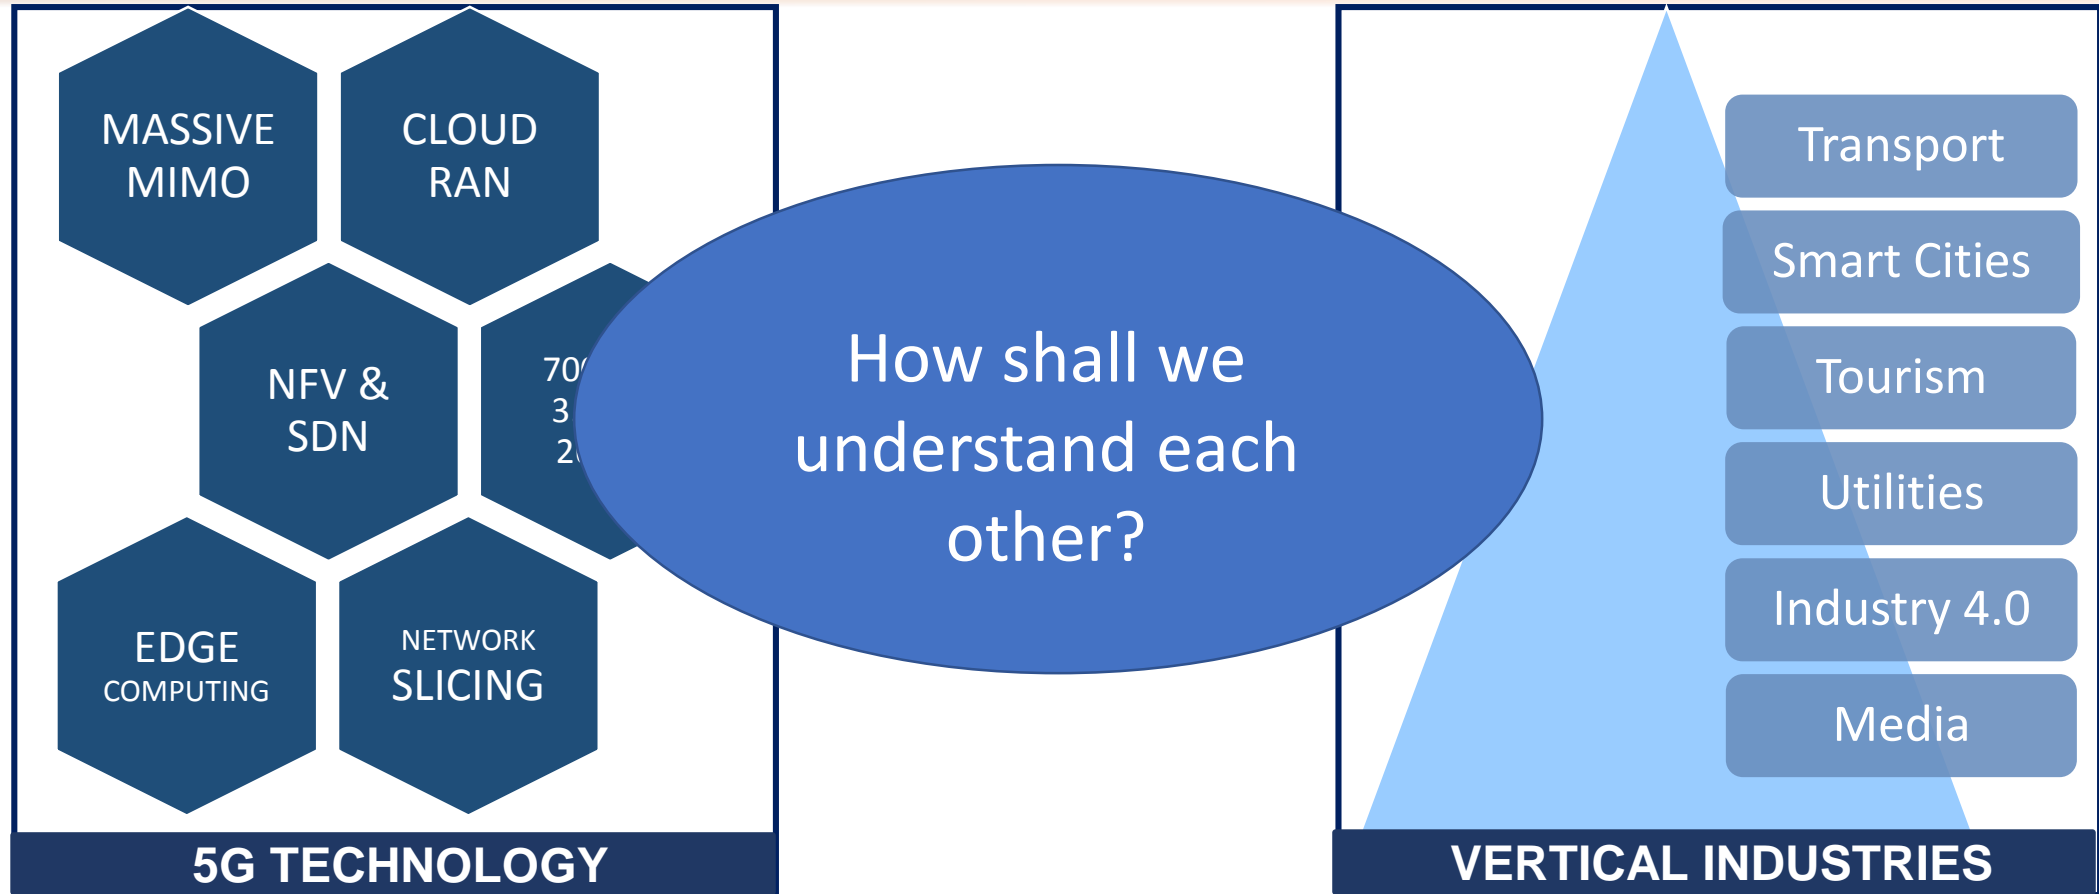 MASSIVE
MIMO
CLOUD
RAN
NFV &
SDN
3
EDGE
COMPUTING
NETWORK
SLICING
5G TECHNOLOGY
How shall we
understand each
other?
Transport
Smart Cities
Tourism
Utilities
Industry 4.0
Media
VERTICAL INDUSTRIES